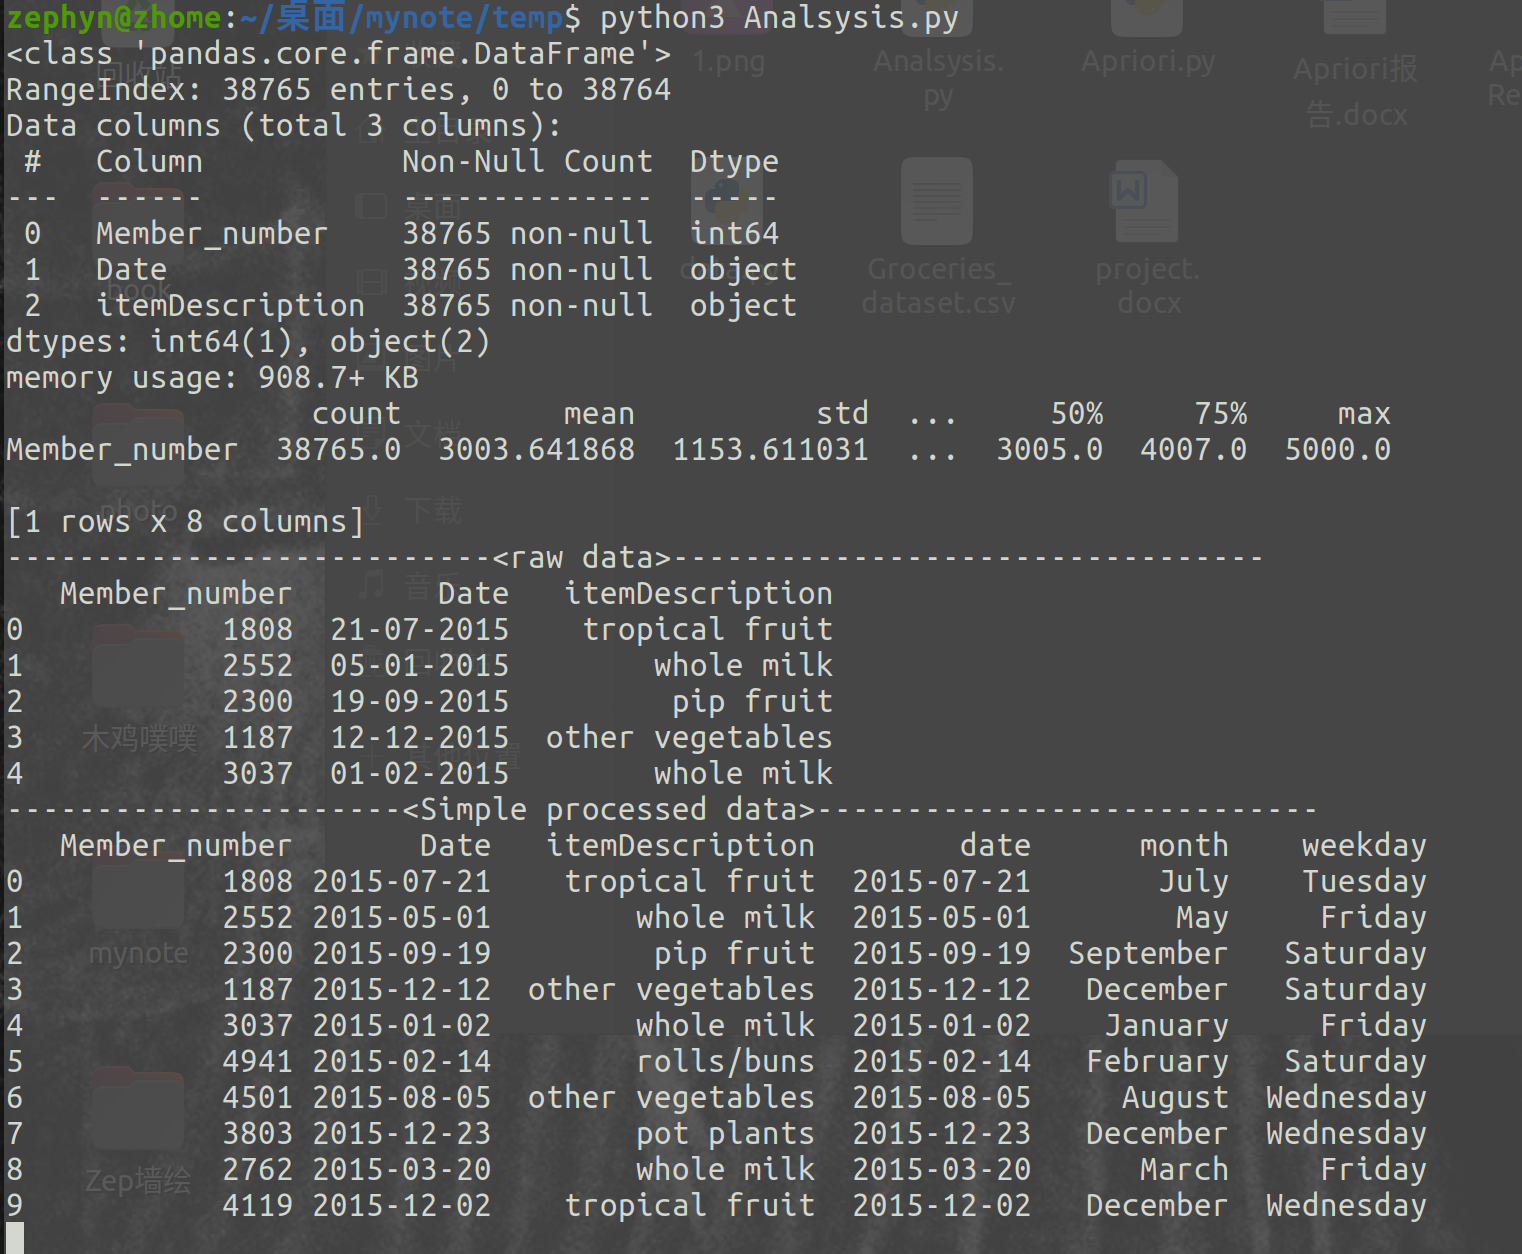 zephyn@zhome:~/桌面/mynote/temp$ python3 Analsysis.py
<class 'pandas.core.frame.DataFrame'>
RangeIndex: 38765 entries, 0 to 38764
Data columns (total 3 columns):
 #   Column            Non-Null Count  Dtype
---  ------            --------------  -----
 0   Member_number    38765 non-null  int64
 1   Date             38765 non-null  object
 2   itemDescription  38765 non-null  object
dtypes: int64(1), object(2)
memory usage: 908.7+ KB
                 count         mean          std  ...     50%     75%     max
Member_number  38765.0  3003.641868  1153.611031  ...  3005.0  4007.0  5000.0
[1 rows x 8 columns]
---------------------------<raw data>---------------------------------
   Member_number        Date   itemDescription
0           1808  21-07-2015    tropical fruit
1           2552  05-01-2015        whole milk
2           2300  19-09-2015         pip fruit
3           1187  12-12-2015  other vegetables
4           3037  01-02-2015        whole milk
----------------------<Simple processed data>----------------------------
   Member_number       Date   itemDescription        date      month    weekday
0           1808 2015-07-21    tropical fruit  2015-07-21       July    Tuesday
1           2552 2015-05-01        whole milk  2015-05-01        May     Friday
2           2300 2015-09-19         pip fruit  2015-09-19  September   Saturday
3           1187 2015-12-12  other vegetables  2015-12-12   December   Saturday
4           3037 2015-01-02        whole milk  2015-01-02    January     Friday
5           4941 2015-02-14        rolls/buns  2015-02-14   February   Saturday
6           4501 2015-08-05  other vegetables  2015-08-05     August  Wednesday
7           3803 2015-12-23        pot plants  2015-12-23   December  Wednesday
8           2762 2015-03-20        whole milk  2015-03-20      March     Friday
9           4119 2015-12-02    tropical fruit  2015-12-02   December  Wednesday
1.png
Analsysis.
py
Apriori.py
Apriori报
告.docx
Ap
Re
Groceries_
dataset.csv
project.
docx
回收站
book
photo
木鸡噗噗
mynote
Zep墙绘
桌面
视频
图片
文档
下载
音乐